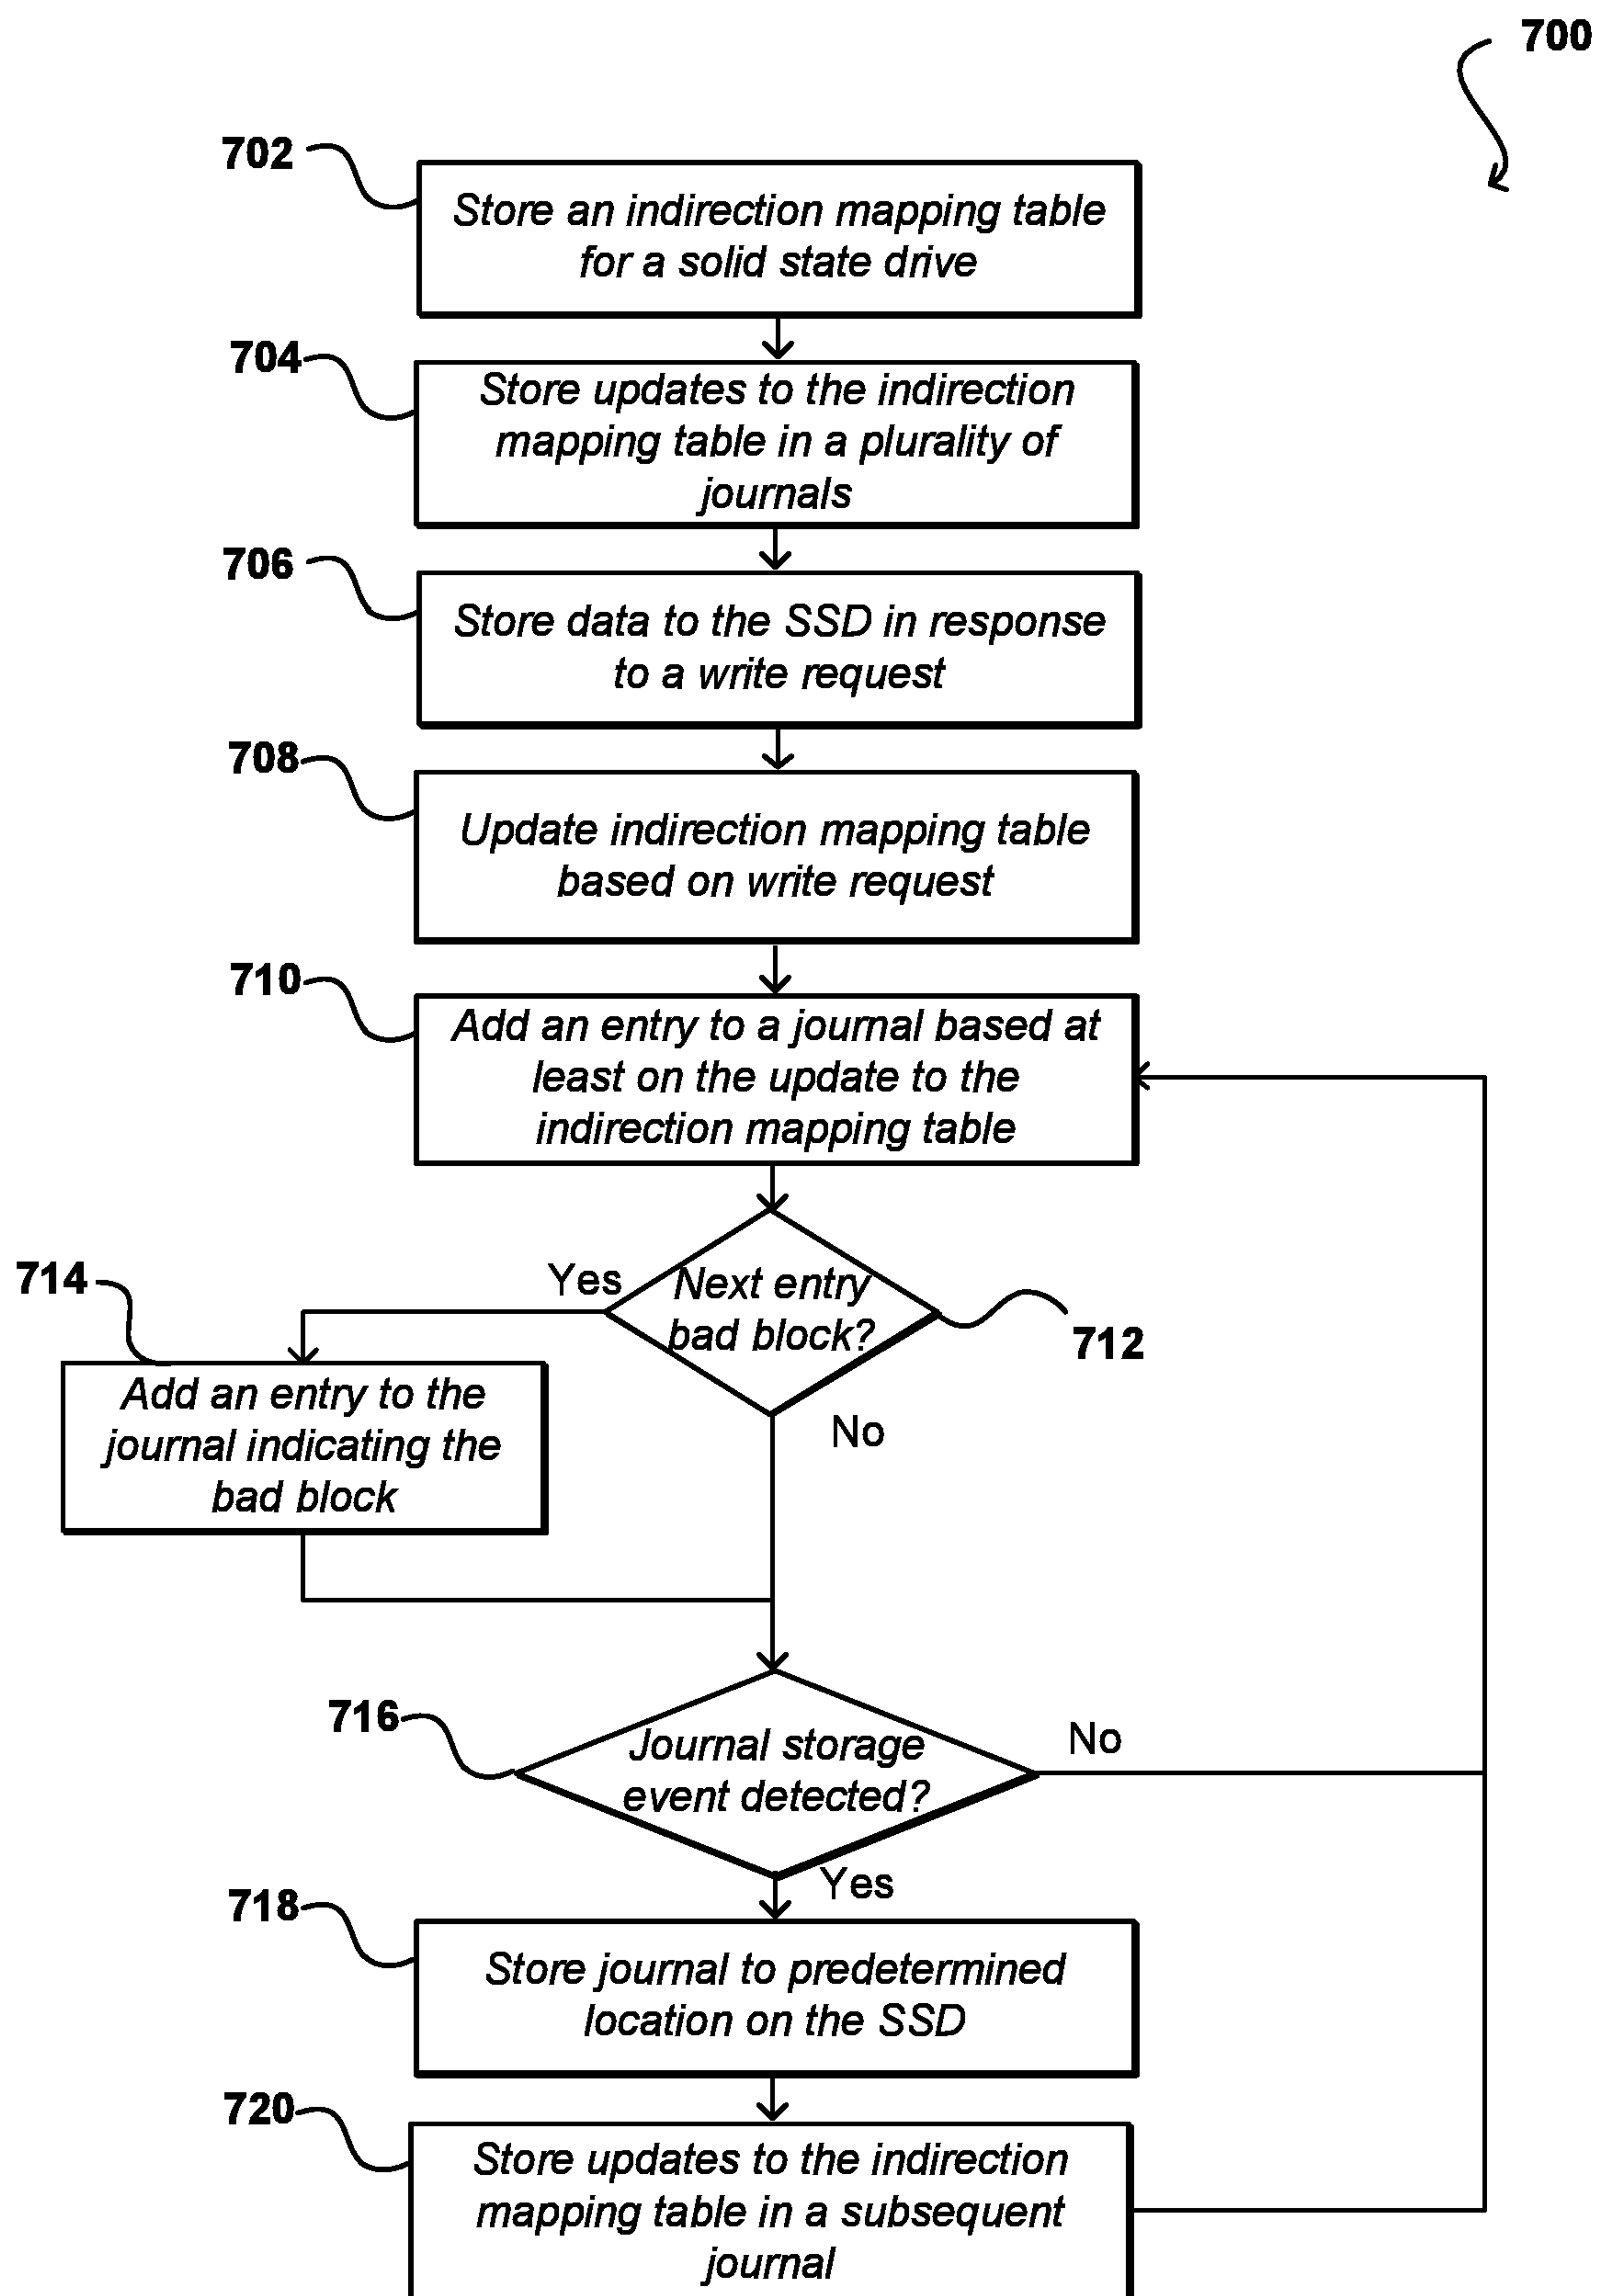 700
702
Store an indirection mapping table
for a solid state drive
704
Store updates to the indirection
mapping table in a plurality of
journals
706
Store data to the SSD in response
to a write request
708
Update indirection mapping table
based on write request
710
Add an entry to a journal based at
least on the update to the
indirection mapping table
Next entry
bad block?
712
Yes
No
714
Add an entry to the
journal indicating the
bad block
716
Journal storage
event detected?
No
Yes
718
Store journal to predetermined
location on the SSD
720
Store updates to the indirection
mapping table in a subsequent
journal